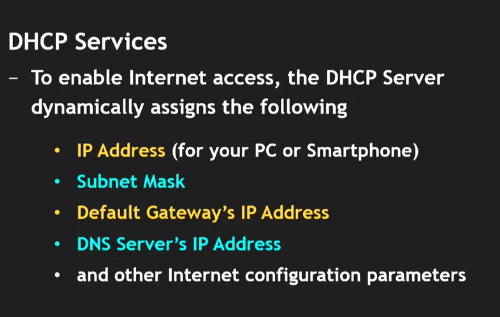 DHCP Services
– To enable Internet access, the DHCP Server
dynamically assigns the following
• IP Address (for your PC or Smartphone)
• Subnet Mask
• Default Gateway's IP Address
• DNS Server's IP Address
• and other Internet configuration parameters